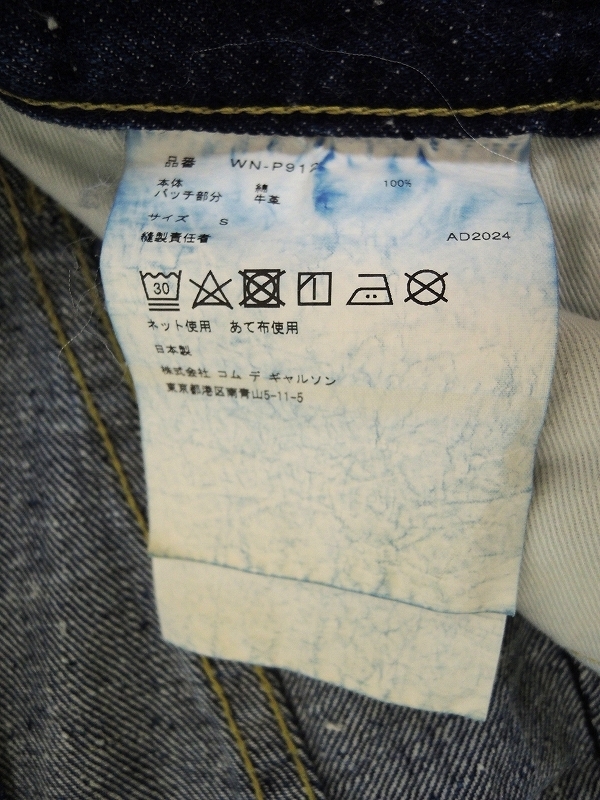 品番 WN-P912
本体 綿 100%
パッチ部分 牛革
サイズ S
縫製責任者 AD2024
30
ネット使用 あて布使用
日本製
株式会社 コム デ ギャルソン
東京都港区南青山5-11-5